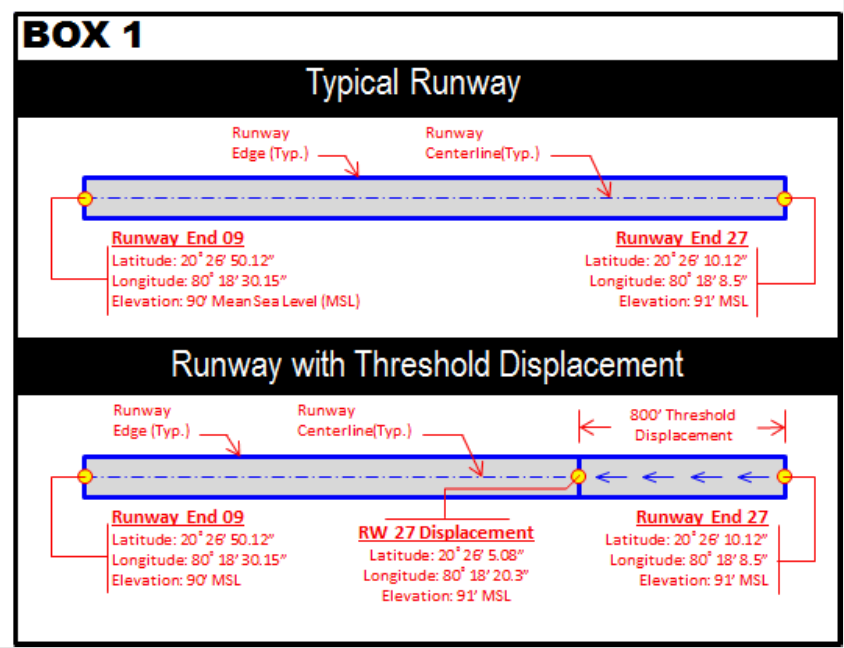 BOX 1
Typical Runway
Runway
Edge (Typ.)
Runway
Centerline(Typ.)
Runway End 09
Latitude: 20° 26' 50.12"
Longitude: 80° 18' 30.15"
Elevation: 90' Mean Sea Level (MSL)
Runway End 27
Latitude: 20° 26' 10.12"
Longitude: 80° 18' 8.5"
Elevation: 91' MSL
Runway with Threshold Displacement
Runway
Edge (Typ.)
Runway
Centerline(Typ.)
800' Threshold
Displacement
Runway End 09
Latitude: 20° 26' 50.12"
Longitude: 80° 18' 30.15"
Elevation: 90' MSL
RW 27 Displacement
Latitude: 20° 26' 5.08"
Longitude: 80° 18' 20.3"
Elevation: 91' MSL
Runway End 27
Latitude: 20° 26' 10.12"
Longitude: 80° 18' 8.5"
Elevation: 91' MSL